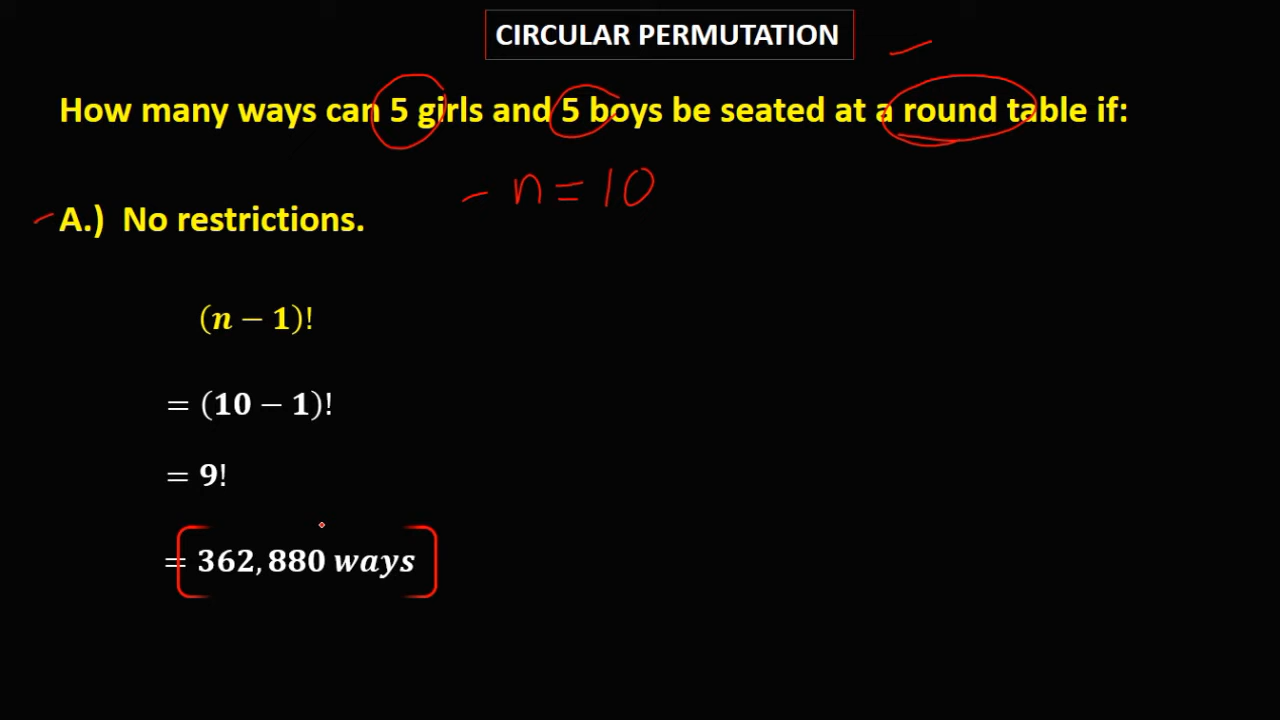 CIRCULAR PERMUTATION
How many ways can 5 girls and 5 boys be seated at a round table if:
- n = 10
A.) No restrictions.
(n − 1)!
= (10 − 1)!
= 9!
= 362,880 ways